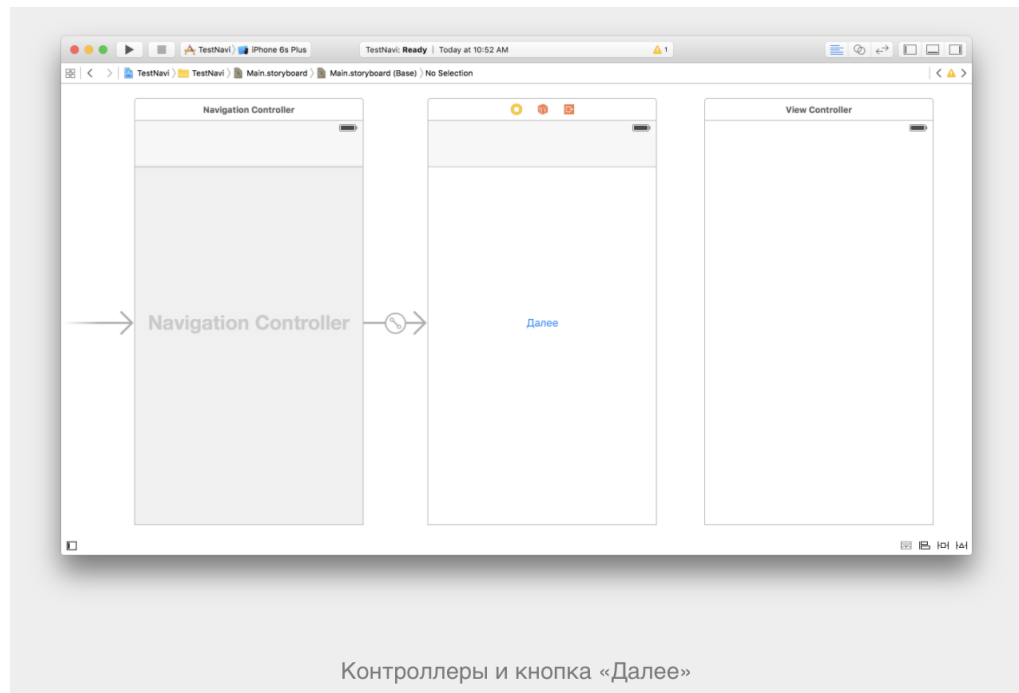 TestNavi iPhone 6s Plus TestNavi: Ready | Today at 10:52 AM 1
TestNavi TestNavi Main.storyboard Main.storyboard (Base) No Selection
Navigation Controller
View Controller
Navigation Controller
Далее
Контроллеры и кнопка «Далее»